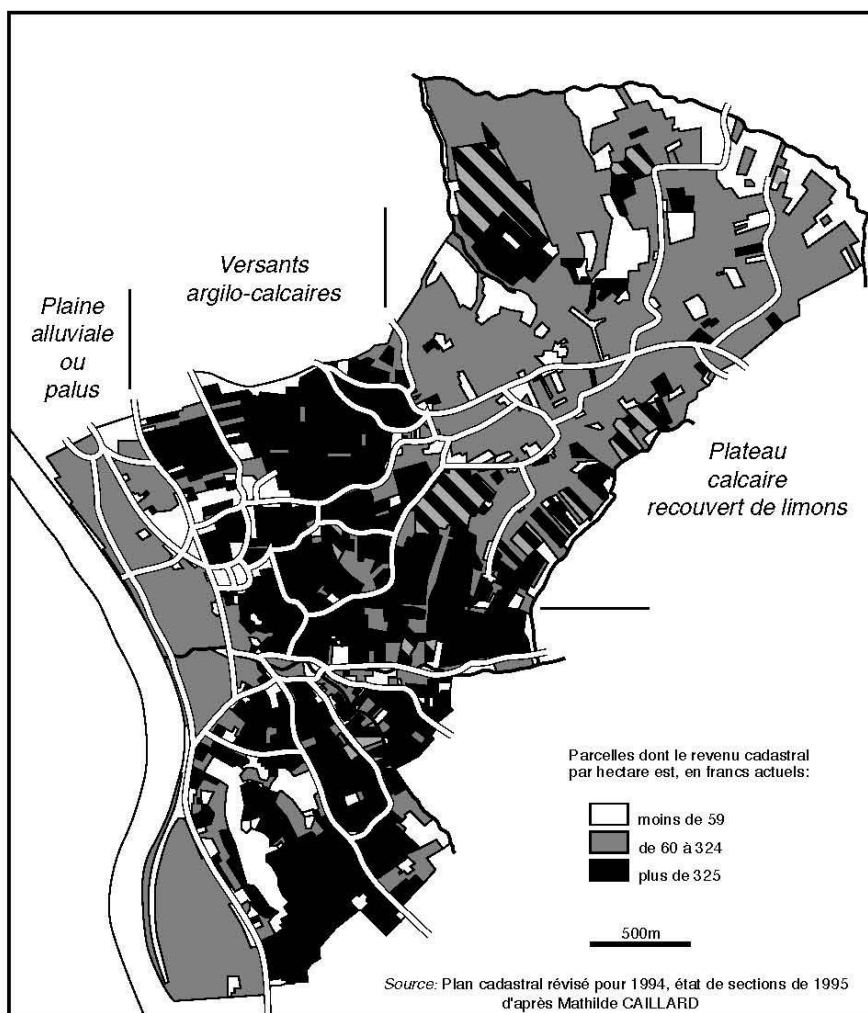 Versants
argilo-calcaires
Plaine
alluviale
ou
palus
Plateau
calcaire
recouvert de limons
Parcelles dont le revenu cadastral
par hectare est, en francs actuels:
moins de 59
de 60 à 324
plus de 325
500m
Source: Plan cadastral révisé pour 1994, état de sections de 1995
d'après Mathilde CAILLARD